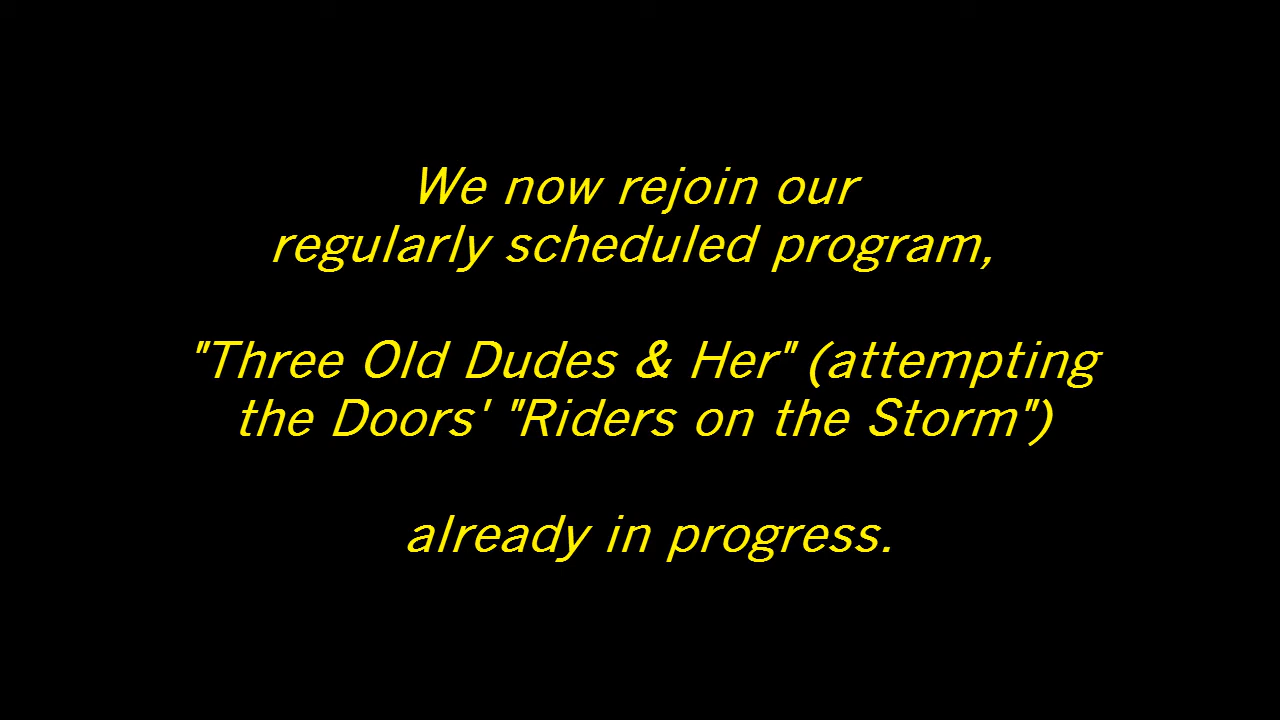 We now rejoin our
regularly scheduled program,
"Three Old Dudes & Her" (attempting
the Doors' "Riders on the Storm")
already in progress.